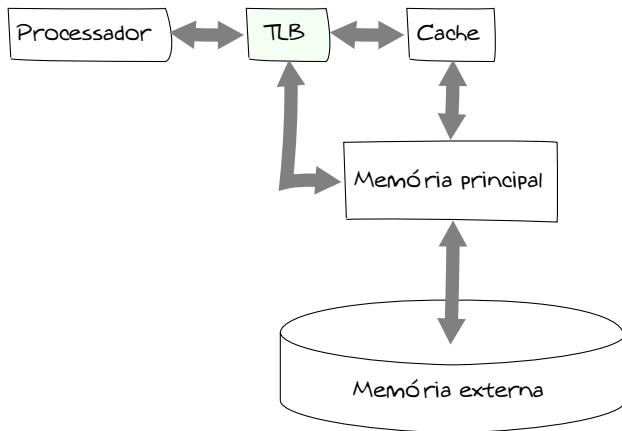 Processador
TLB
Cache
Memória principal
Memória externa